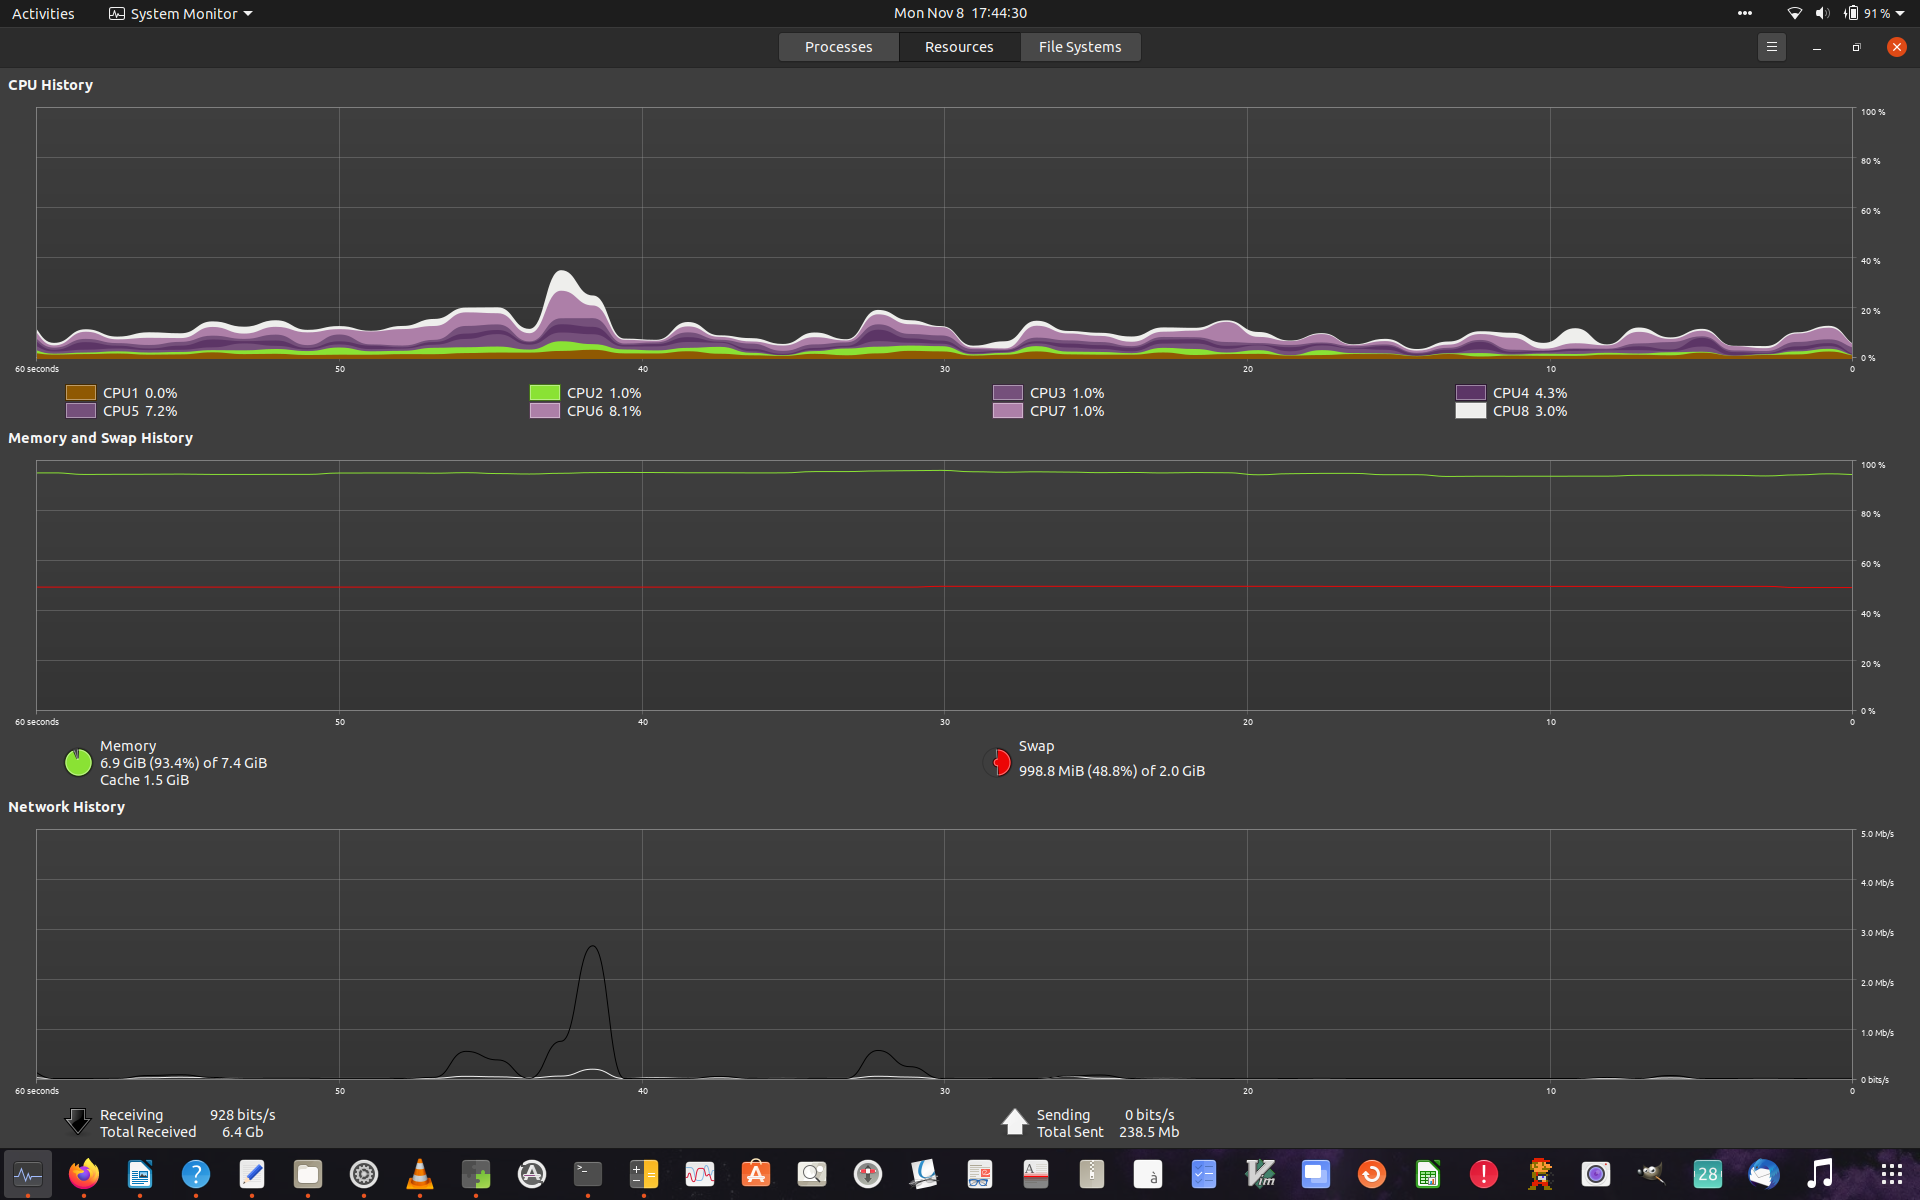 Activities
System Monitor
Mon Nov 8 17:44:30
91 %
Processes
Resources
File Systems
CPU History
100 %
80 %
60 %
40 %
20 %
0 %
60 seconds
50
40
30
20
10
0
CPU1 0.0%
CPU2 1.0%
CPU3 1.0%
CPU4 4.3%
CPU5 7.2%
CPU6 8.1%
CPU7 1.0%
CPU8 3.0%
Memory and Swap History
100 %
80 %
60 %
40 %
20 %
0 %
60 seconds
50
40
30
20
10
0
Memory
6.9 GiB (93.4%) of 7.4 GiB
Cache 1.5 GiB
Swap
998.8 MiB (48.8%) of 2.0 GiB
Network History
5.0 Mb/s
4.0 Mb/s
3.0 Mb/s
2.0 Mb/s
1.0 Mb/s
0 bits/s
60 seconds
50
40
30
20
10
0
Receiving 928 bits/s
Total Received 6.4 Gb
Sending 0 bits/s
Total Sent 238.5 Mb
?
>_
A
A
à
Vim
!
28